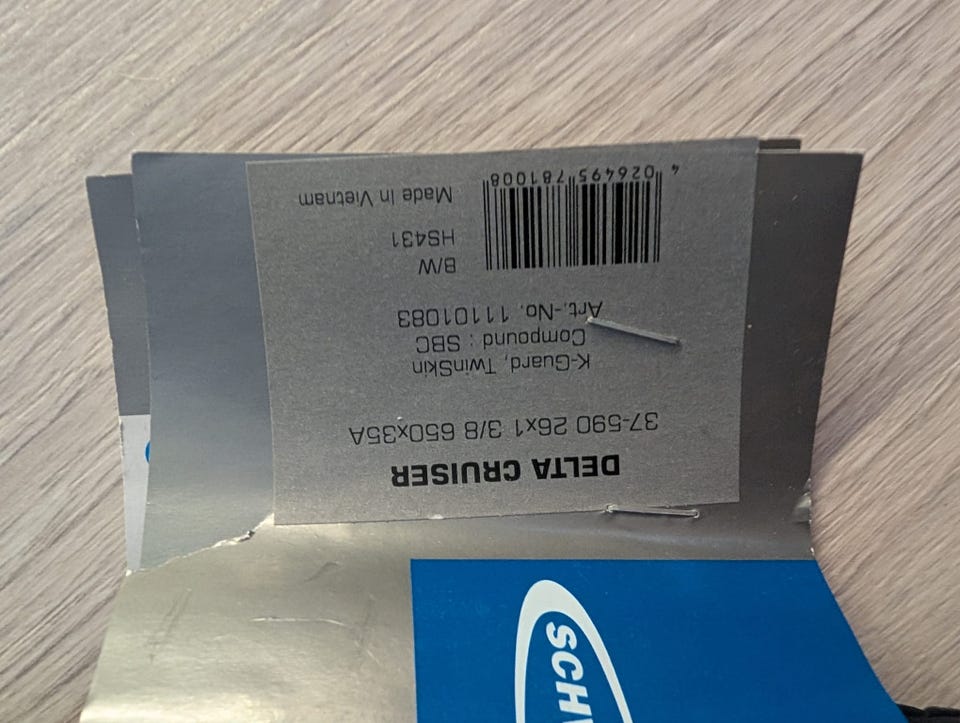 DELTA CRUISER
37-590 26x1 3/8 650x35A
K-Guard, TwinSkin
Compound : SBC
Art.-No. 11101083
B/W
HS431
Made In Vietnam
4 026495 781008
SCH